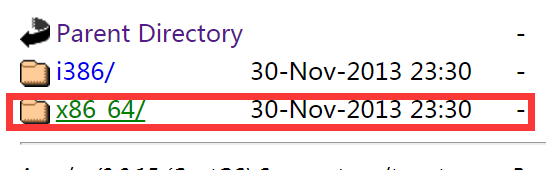 Parent Directory -
i386/ 30-Nov-2013 23:30 -
x86_64/ 30-Nov-2013 23:30 -